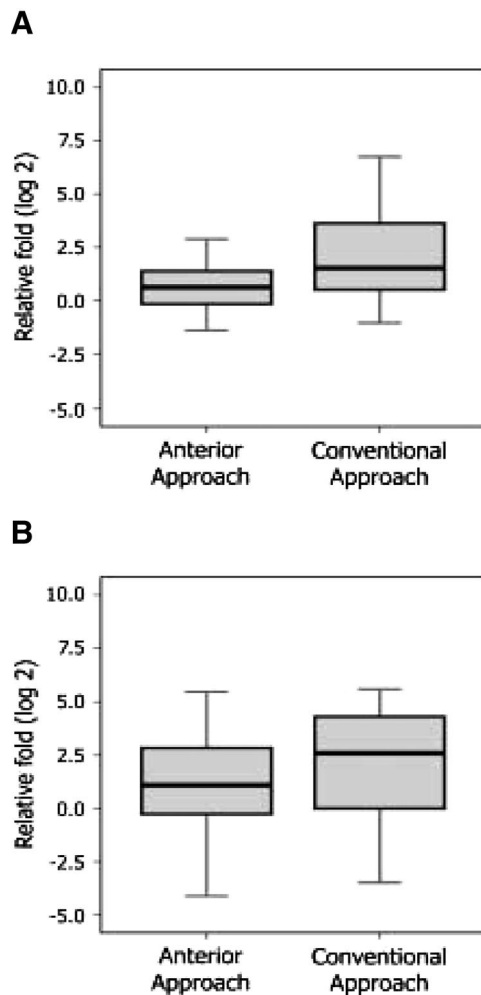 A
Relative fold (log 2)
10.0
7.5
5.0
2.5
0.0
-2.5
-5.0
Anterior
Approach
Conventional
Approach
B
Relative fold (log 2)
10.0
7.5
5.0
2.5
0.0
-2.5
-5.0
Anterior
Approach
Conventional
Approach